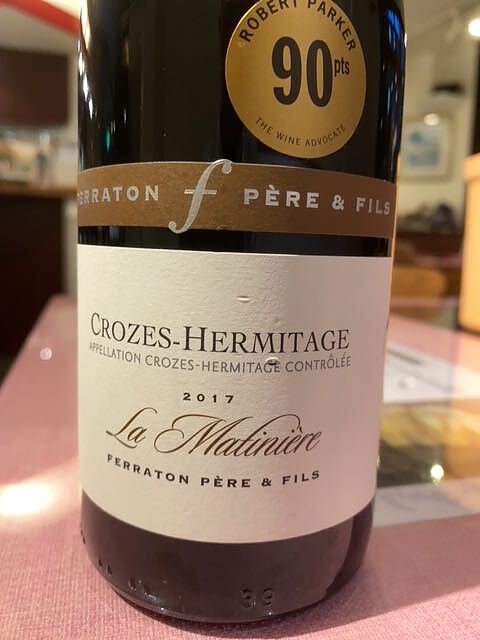 ROBERT PARKER
90 pts
THE WINE ADVOCATE
FERRATON f PÈRE & FILS
CROZES-HERMITAGE
APPELLATION CROZES-HERMITAGE CONTRÔLÉE
2017
La Matinière
FERRATON PÈRE & FILS
39